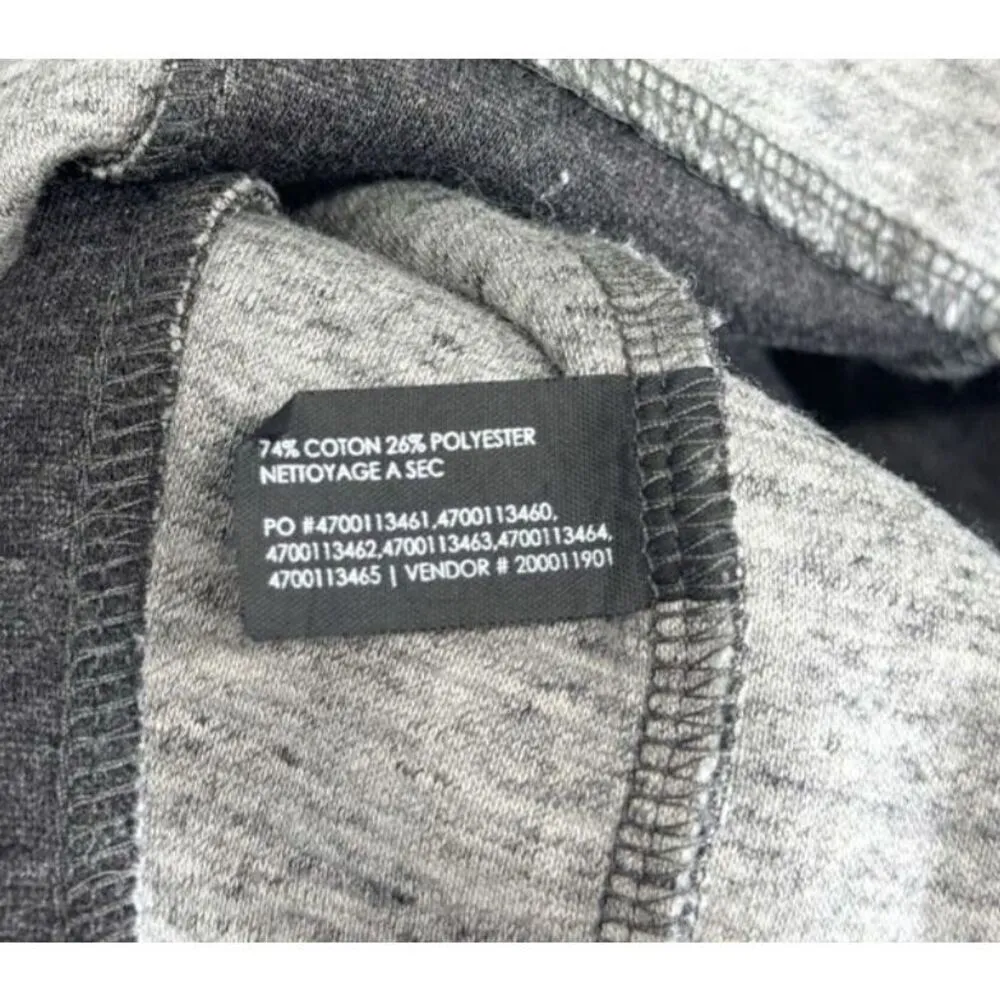 74% COTON 26% POLYESTER
NETTOYAGE A SEC
PO #4700113461,4700113460,
4700113462,4700113463,4700113464,
4700113465 | VENDOR # 200011901